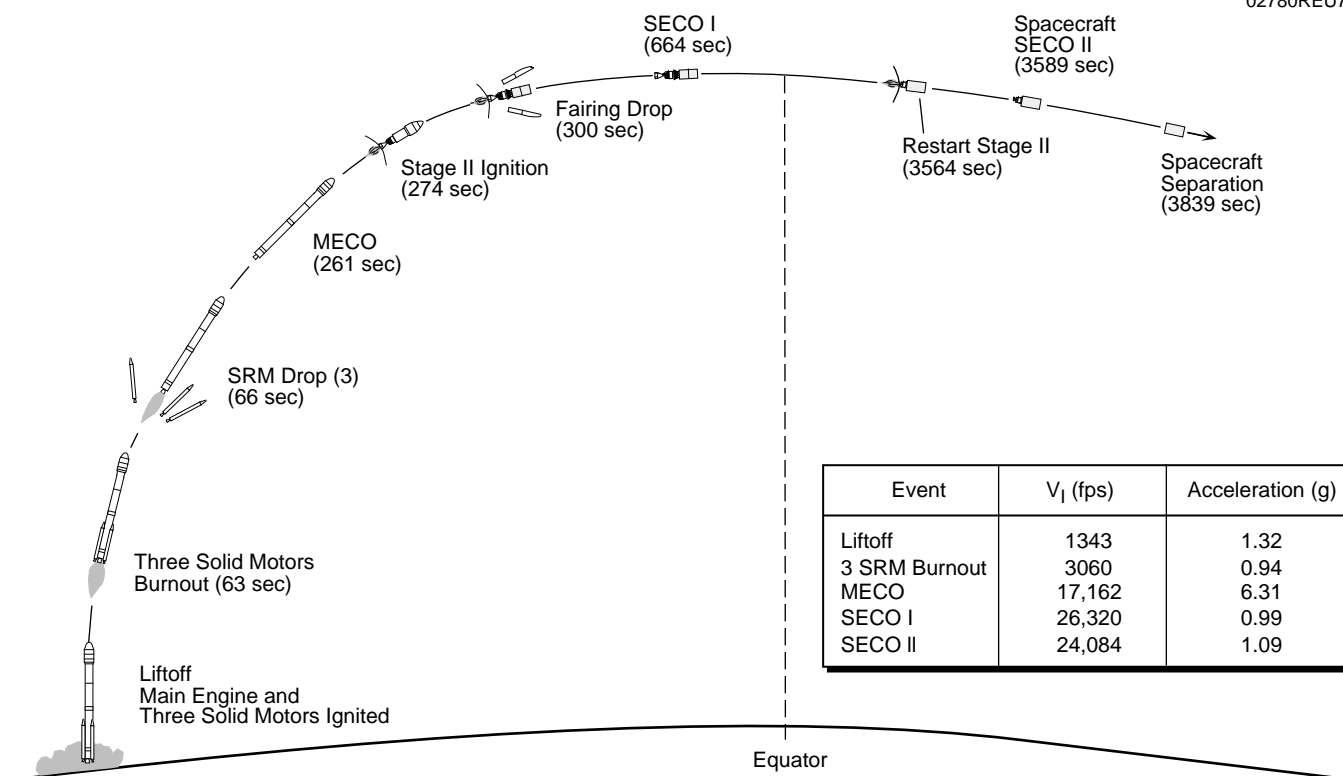 02780REU7
SECO I
(664 sec)
Spacecraft
SECO II
(3589 sec)
Fairing Drop
(300 sec)
Restart Stage II
(3564 sec)
Spacecraft
Separation
(3839 sec)
Stage II Ignition
(274 sec)
MECO
(261 sec)
SRM Drop (3)
(66 sec)
Three Solid Motors
Burnout (63 sec)
Liftoff
Main Engine and
Three Solid Motors Ignited
Event VI (fps) Acceleration (g)
Liftoff 1343 1.32
3 SRM Burnout 3060 0.94
MECO 17,162 6.31
SECO I 26,320 0.99
SECO II 24,084 1.09
Equator